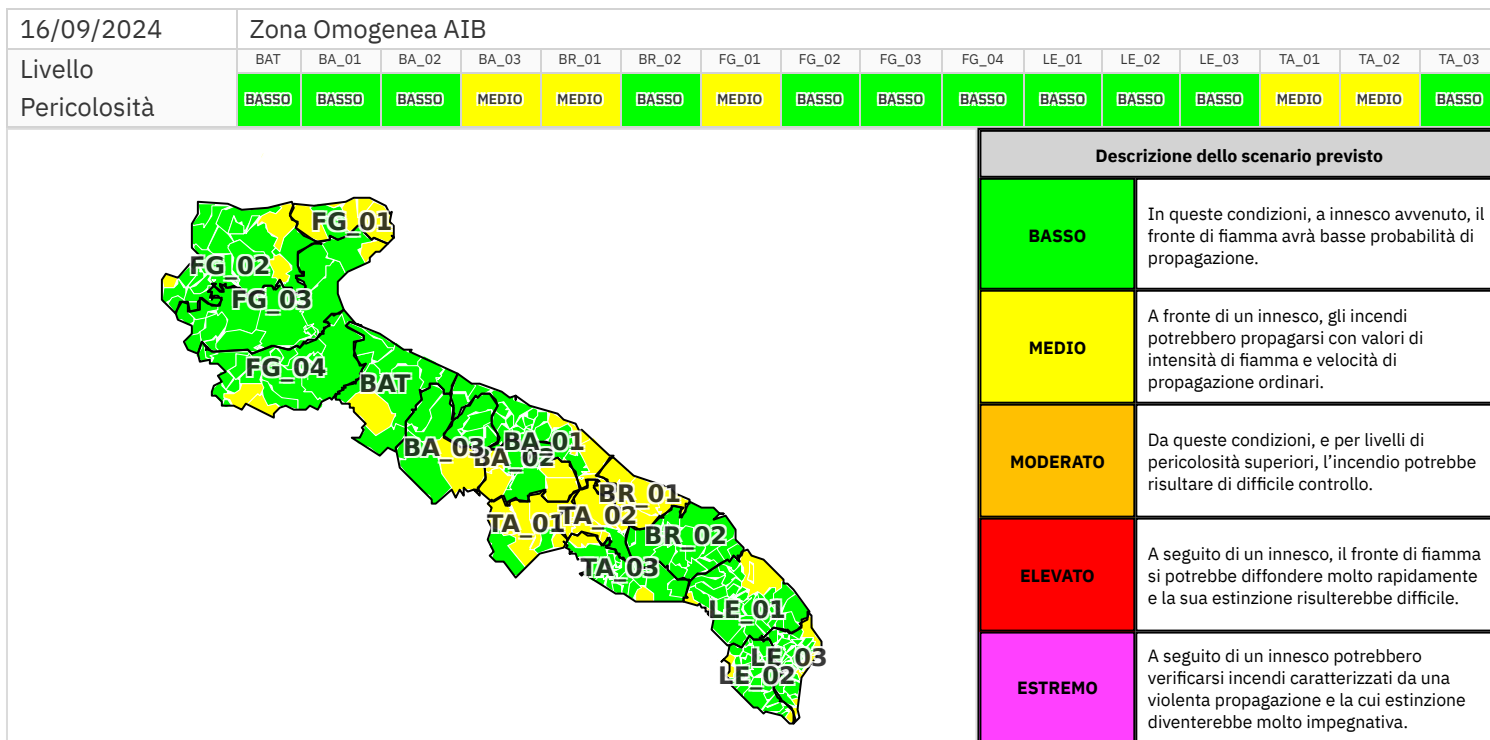 16/09/2024
Zona Omogenea AIB
Livello
Pericolosità
BAT BA_01 BA_02 BA_03 BR_01 BR_02 FG_01 FG_02 FG_03 FG_04 LE_01 LE_02 LE_03 TA_01 TA_02 TA_03
BASSO BASSO BASSO MEDIO MEDIO BASSO MEDIO BASSO BASSO BASSO BASSO BASSO BASSO MEDIO MEDIO BASSO
FG_01
FG_02
FG_03
FG_04
BAT
BA_03
BA_01
BA_02
BR_01
TA_01
TA_02
BR_02
TA_03
LE_01
LE_03
LE_02
Descrizione dello scenario previsto
BASSO
In queste condizioni, a innesco avvenuto, il
fronte di fiamma avrà basse probabilità di
propagazione.
MEDIO
A fronte di un innesco, gli incendi
potrebbero propagarsi con valori di
intensità di fiamma e velocità di
propagazione ordinari.
MODERATO
Da queste condizioni, e per livelli di
pericolosità superiori, l’incendio potrebbe
risultare di difficile controllo.
ELEVATO
A seguito di un innesco, il fronte di fiamma
si potrebbe diffondere molto rapidamente
e la sua estinzione risulterebbe difficile.
ESTREMO
A seguito di un innesco potrebbero
verificarsi incendi caratterizzati da una
violenta propagazione e la cui estinzione
diventerebbe molto impegnativa.